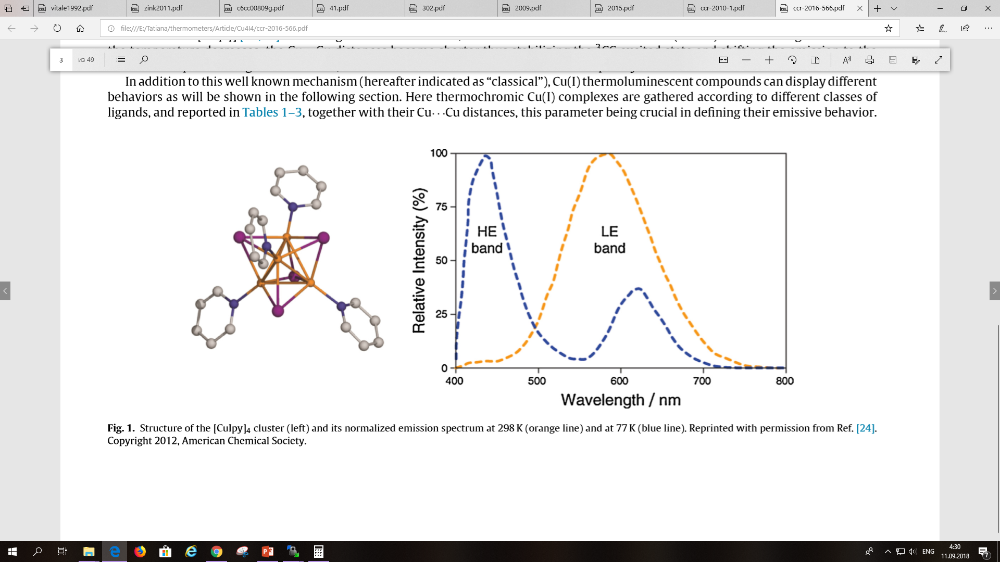 vitale1992.pdf
zink2011.pdf
c6cc00809g.pdf
41.pdf
302.pdf
2009.pdf
2015.pdf
ccr-2010-1.pdf
ccr-2016-566.pdf
file:///E:/Tatiana/thermometers/Article/Cu4I4/ccr-2016-566.pdf
3 из 49
In addition to this well known mechanism (hereafter indicated as “classical”), Cu(I) thermoluminescent compounds can display different
behaviors as will be shown in the following section. Here thermochromic Cu(I) complexes are gathered according to different classes of
ligands, and reported in Tables 1–3, together with their Cu···Cu distances, this parameter being crucial in defining their emissive behavior.
Relative Intensity (%)
100
75
50
25
0
HE
band
LE
band
400
500
600
700
800
Wavelength / nm
Fig. 1. Structure of the [CuIpy]4 cluster (left) and its normalized emission spectrum at 298 K (orange line) and at 77 K (blue line). Reprinted with permission from Ref. [24].
Copyright 2012, American Chemical Society.
ENG
4:30
11.09.2018
7